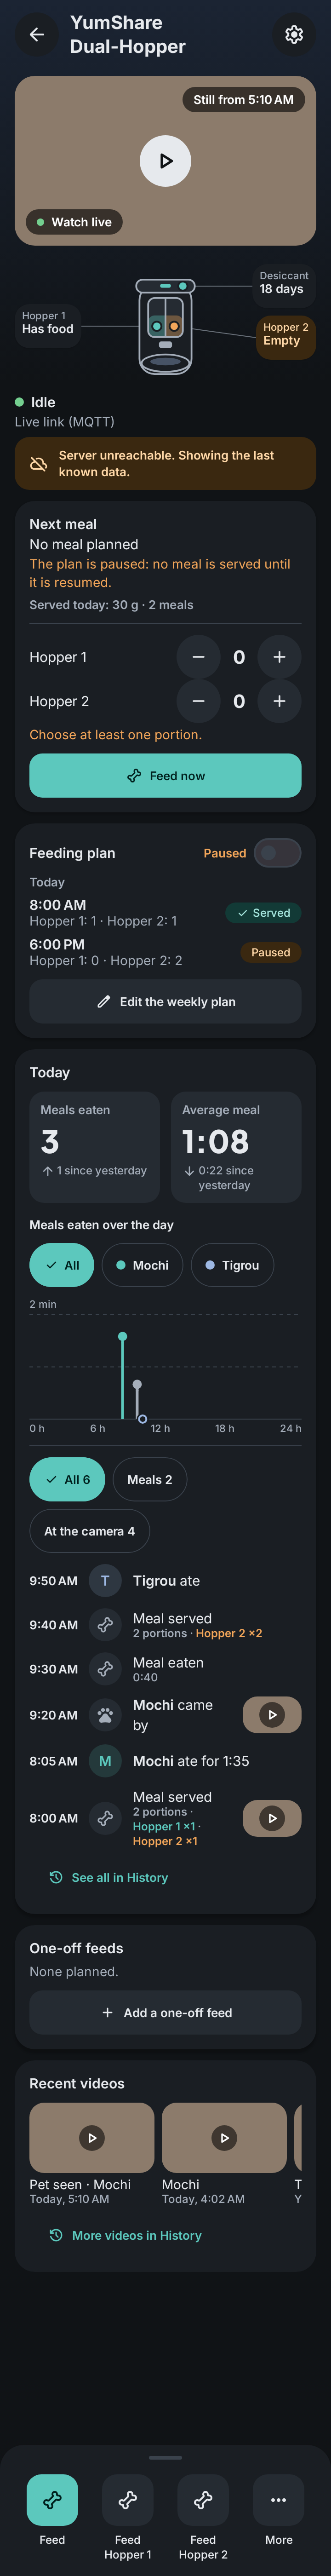 YumShare
Dual-Hopper
Still from 5:10 AM
Watch live
Desiccant
18 days
Hopper 1
Has food
Hopper 2
Empty
Idle
Live link (MQTT)
Server unreachable. Showing the last
known data.
Next meal
No meal planned
The plan is paused: no meal is served until
it is resumed.
Served today: 30 g · 2 meals
Hopper 1
0
Hopper 2
0
Choose at least one portion.
Feed now
Feeding plan
Paused
Today
8:00 AM
Hopper 1: 1 · Hopper 2: 1
Served
6:00 PM
Hopper 1: 0 · Hopper 2: 2
Paused
Edit the weekly plan
Today
Meals eaten
3
1 since yesterday
Average meal
1:08
0:22 since
yesterday
Meals eaten over the day
All
Mochi
Tigrou
2 min
0 h 6 h 12 h 18 h 24 h
All 6
Meals 2
At the camera 4
9:50 AM T Tigrou ate
9:40 AM Meal served
2 portions · Hopper 2 ×2
9:30 AM Meal eaten
0:40
9:20 AM Mochi came
by
8:05 AM M Mochi ate for 1:35
8:00 AM Meal served
2 portions ·
Hopper 1 ×1 ·
Hopper 2 ×1
See all in History
One-off feeds
None planned.
Add a one-off feed
Recent videos
Pet seen · Mochi
Today, 5:10 AM
Mochi
Today, 4:02 AM
T
Y
More videos in History
Feed
Feed
Hopper 1
Feed
Hopper 2
More